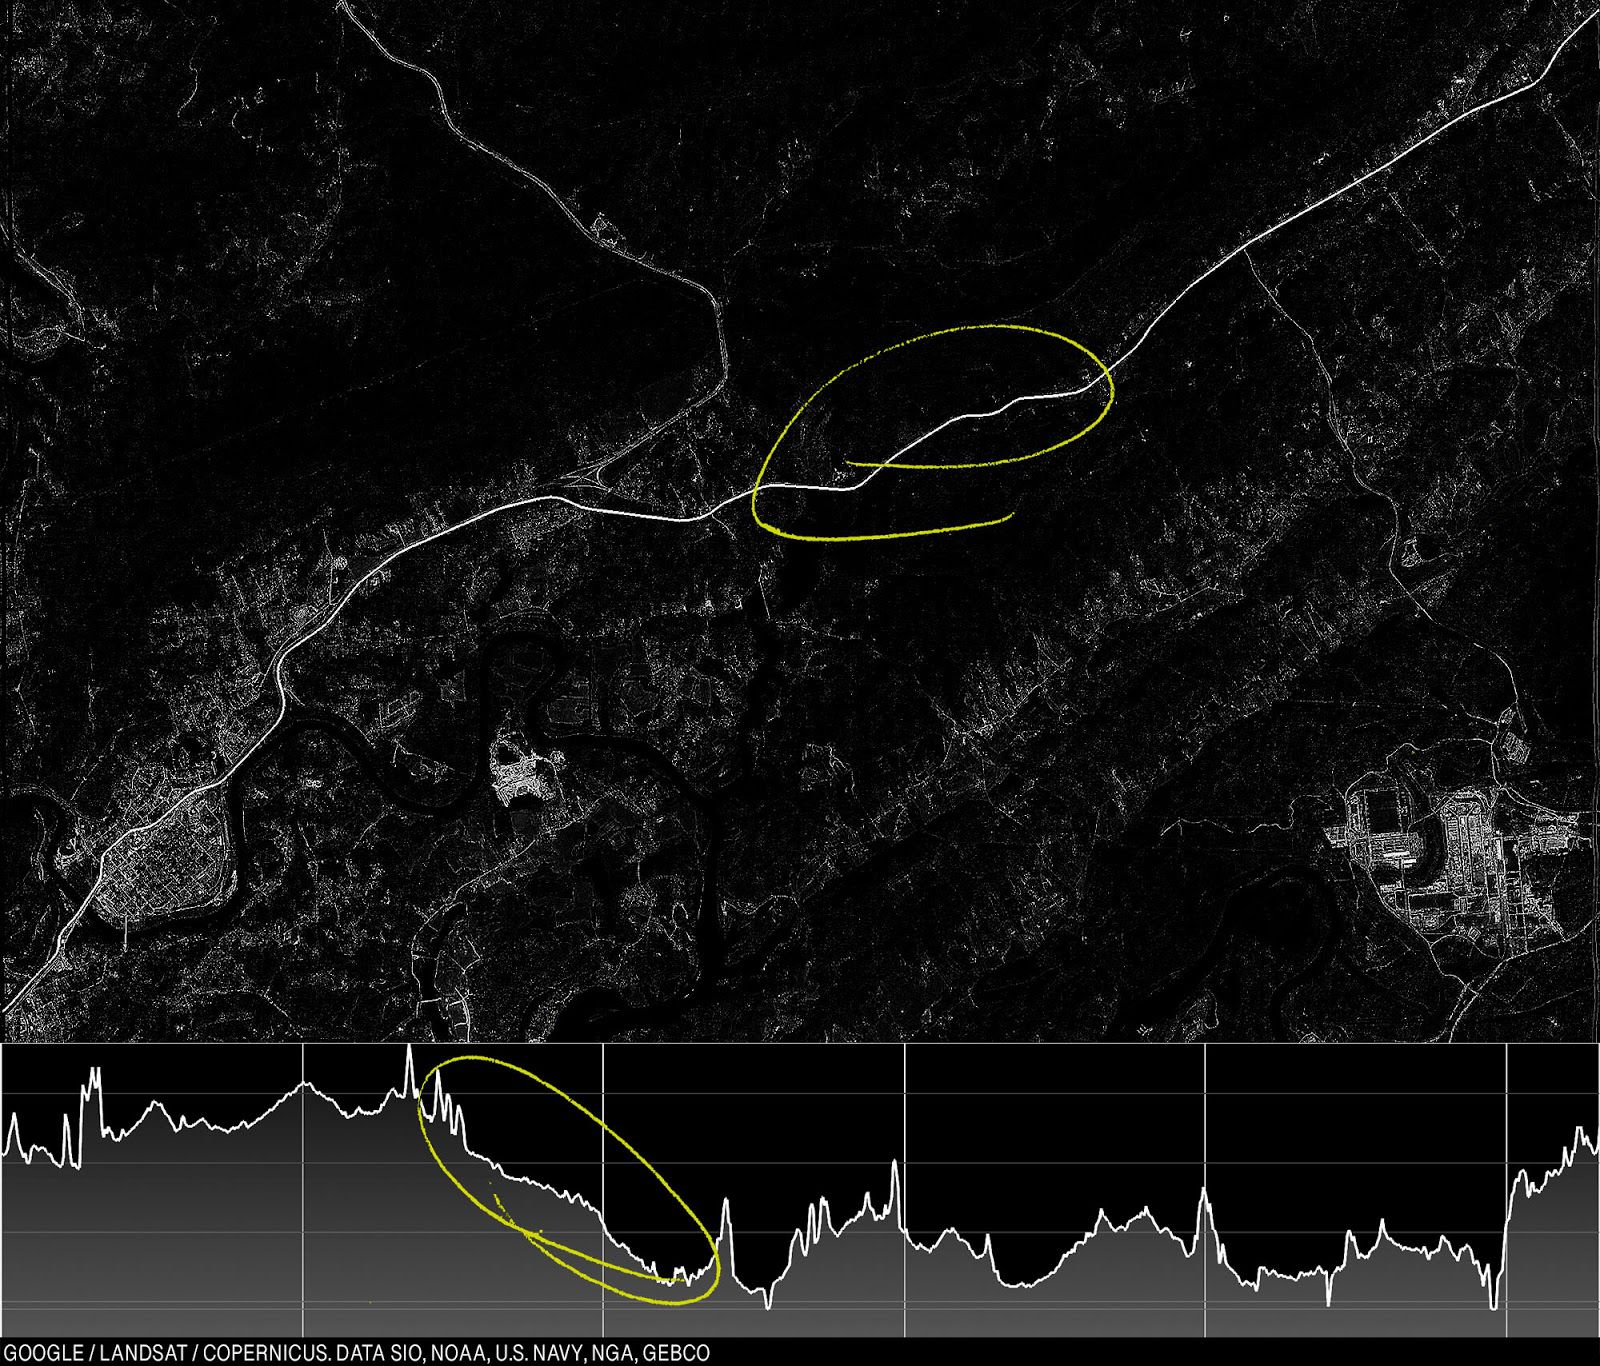 GOOGLE / LANDSAT / COPERNICUS. DATA SIO, NOAA, U.S. NAVY, NGA, GEBCO